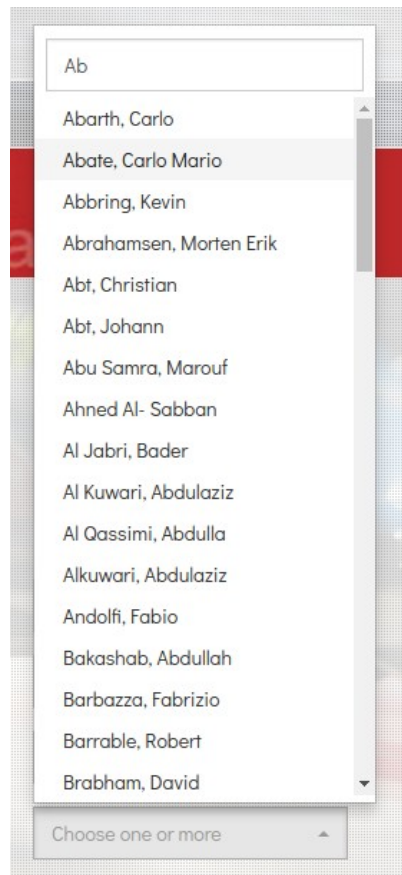 Ab
Abarth, Carlo
Abate, Carlo Mario
Abbring, Kevin
Abrahamsen, Morten Erik
Abt, Christian
Abt, Johann
Abu Samra, Marouf
Ahned Al- Sabban
Al Jabri, Bader
Al Kuwari, Abdulaziz
Al Qassimi, Abdulla
Alkuwari, Abdulaziz
Andolfi, Fabio
Bakashab, Abdullah
Barbazza, Fabrizio
Barrable, Robert
Brabham, David
Choose one or more